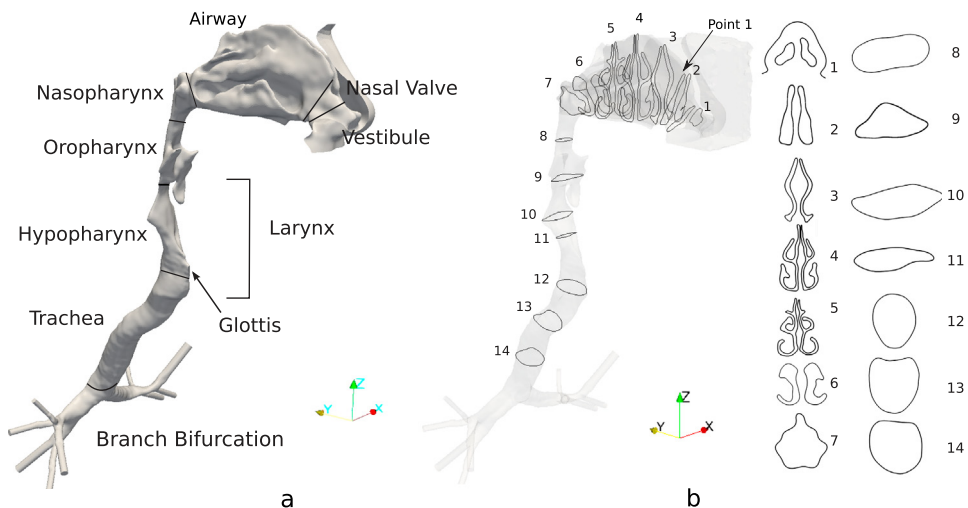 Airway
Nasopharynx
Nasal Valve
Vestibule
Oropharynx
Hypopharynx
Larynx
Glottis
Trachea
Branch Bifurcation
Z
Y
X
a
Point 1
1
2
3
4
5
6
7
8
9
10
11
12
13
14
Z
Y
X
b
1
2
3
4
5
6
7
8
9
10
11
12
13
14